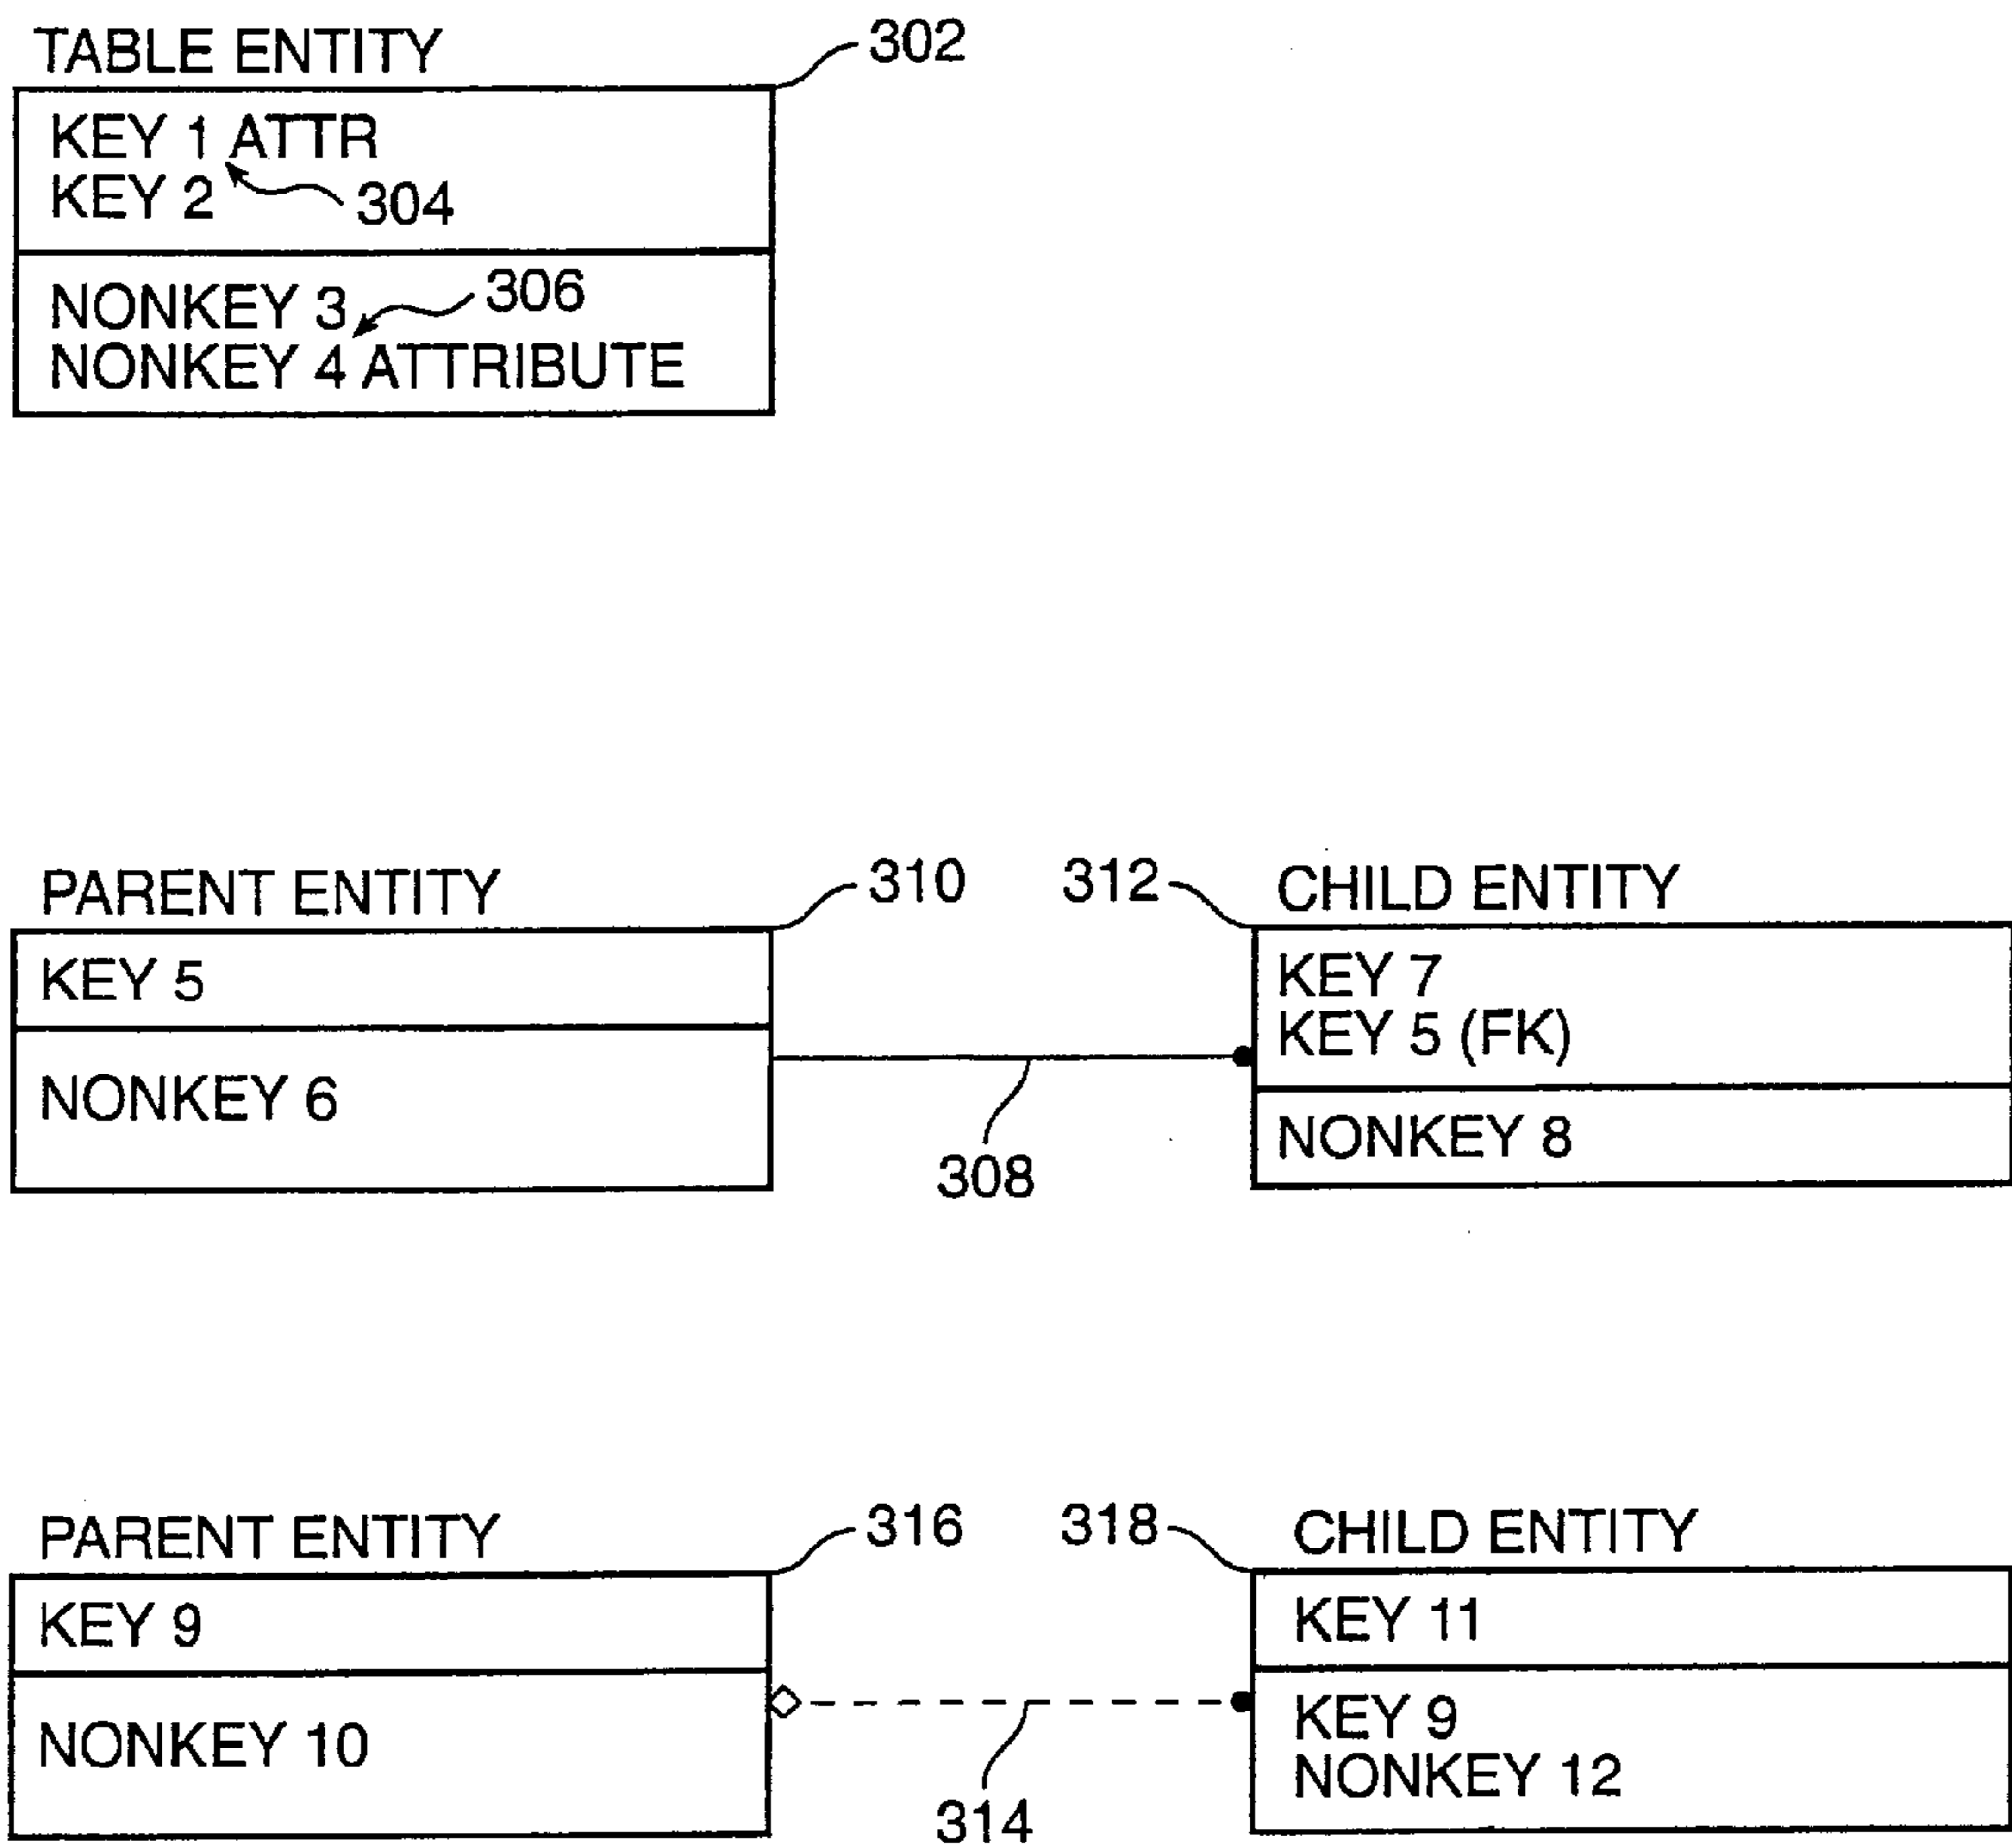 TABLE ENTITY
302
KEY 1 ATTR
KEY 2
304
NONKEY 3
306
NONKEY 4 ATTRIBUTE
PARENT ENTITY
310
312
CHILD ENTITY
KEY 5
NONKEY 6
KEY 7
KEY 5 (FK)
NONKEY 8
308
PARENT ENTITY
316
318
CHILD ENTITY
KEY 9
NONKEY 10
KEY 11
KEY 9
NONKEY 12
314